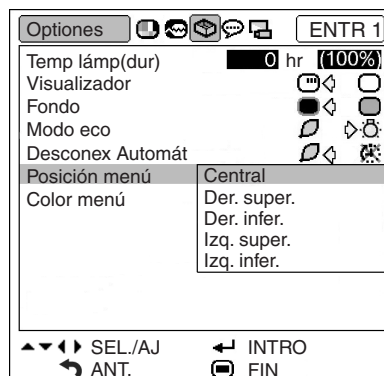 Optiones ENTR 1
Temp lámp(dur) 0 hr (100%)
Visualizador
Fondo
Modo eco
Desconex Automát
Posición menú
Central
Color menú
Der. super.
Der. infer.
Izq. super.
Izq. infer.
SEL./AJ INTRO
ANT. FIN